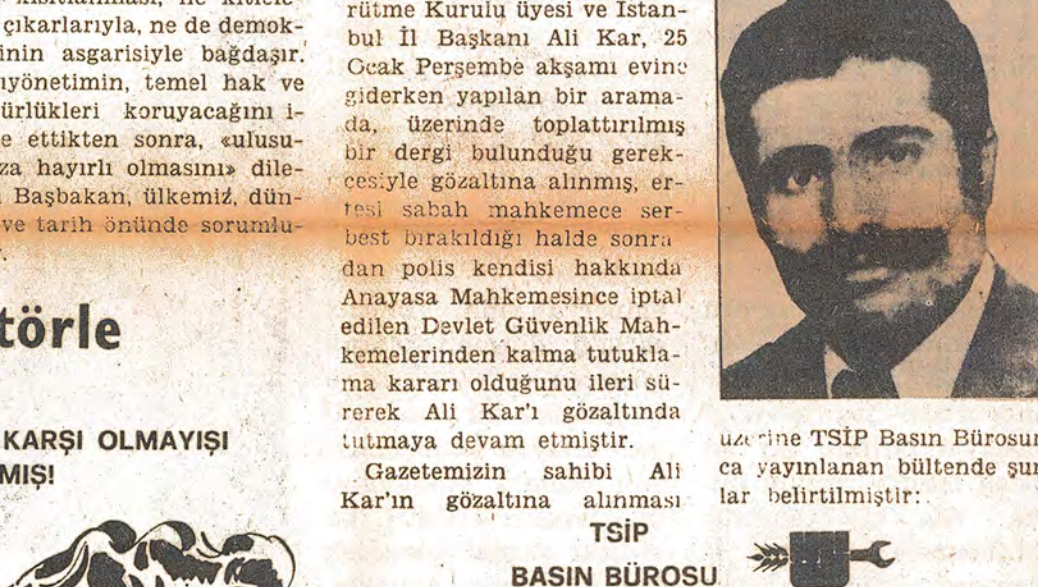 çıkarlarıyla, ne de demok-
inin asgarisiyle bağdaşır.
ıyönetimin, temel hak ve
ürlükleri koruyacağını i-
e ettikten sonra, «ulusu-
za hayırlı olmasını» dile-
Başbakan, ülkemiz, dün-
ve tarih önünde sorumlu-
törle
KARŞI OLMAYIŞI
MIŞ!
rütme Kurulu üyesi ve İstan-
bul İl Başkanı Ali Kar, 25
Ocak Perşembe akşamı evine
giderken yapılan bir arama-
da, üzerinde toplattırılmış
bir dergi bulunduğu gerek-
cesiyle gözaltına alınmış, er-
tesi sabah mahkemece ser-
best bırakıldığı halde sonra
dan polis kendisi hakkında
Anayasa Mahkemesince iptal
edilen Devlet Güvenlik Mah-
kemelerinden kalma tutukla-
ma kararı olduğunu ileri sü-
rerek Ali Kar'ı gözaltında
tutmaya devam etmiştir.
Gazetemizin sahibi Ali
Kar'ın gözaltına alınması
üzerine TSİP Basın Bürosun
ca yayınlanan bültende şun
lar belirtilmiştir:
TSİP
BASIN BÜROSU